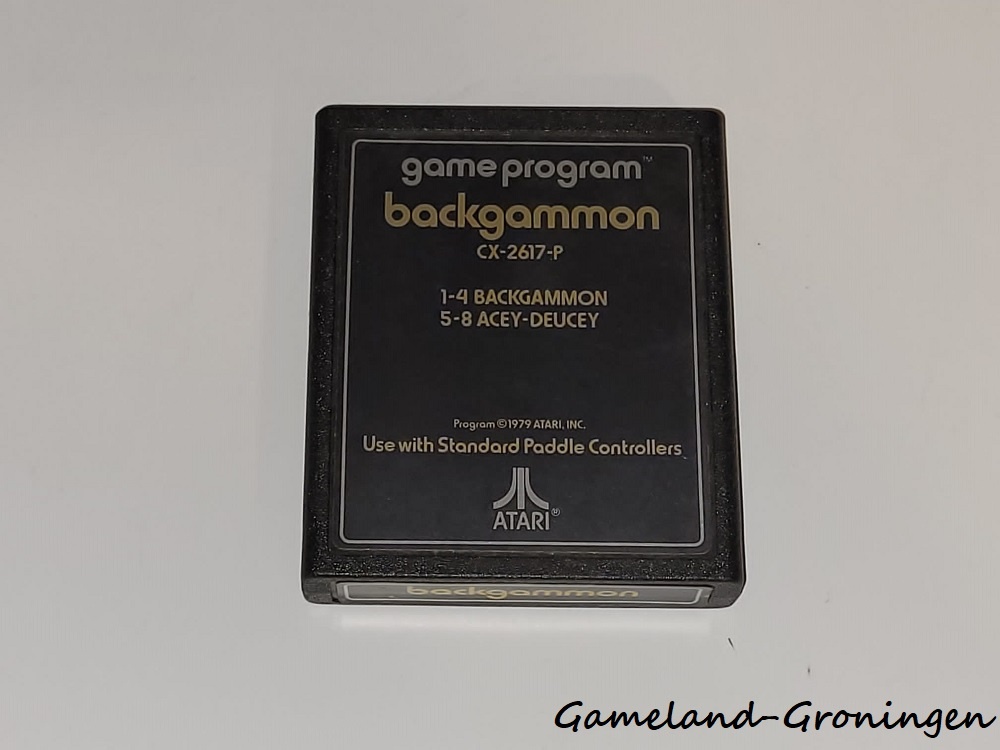 game program™
backgammon
CX-2617-P
1-4 BACKGAMMON
5-8 ACEY-DEUCEY
Program ©1979 ATARI, INC.
Use with Standard Paddle Controllers
ATARI®
backgammon
Gameland-Groningen